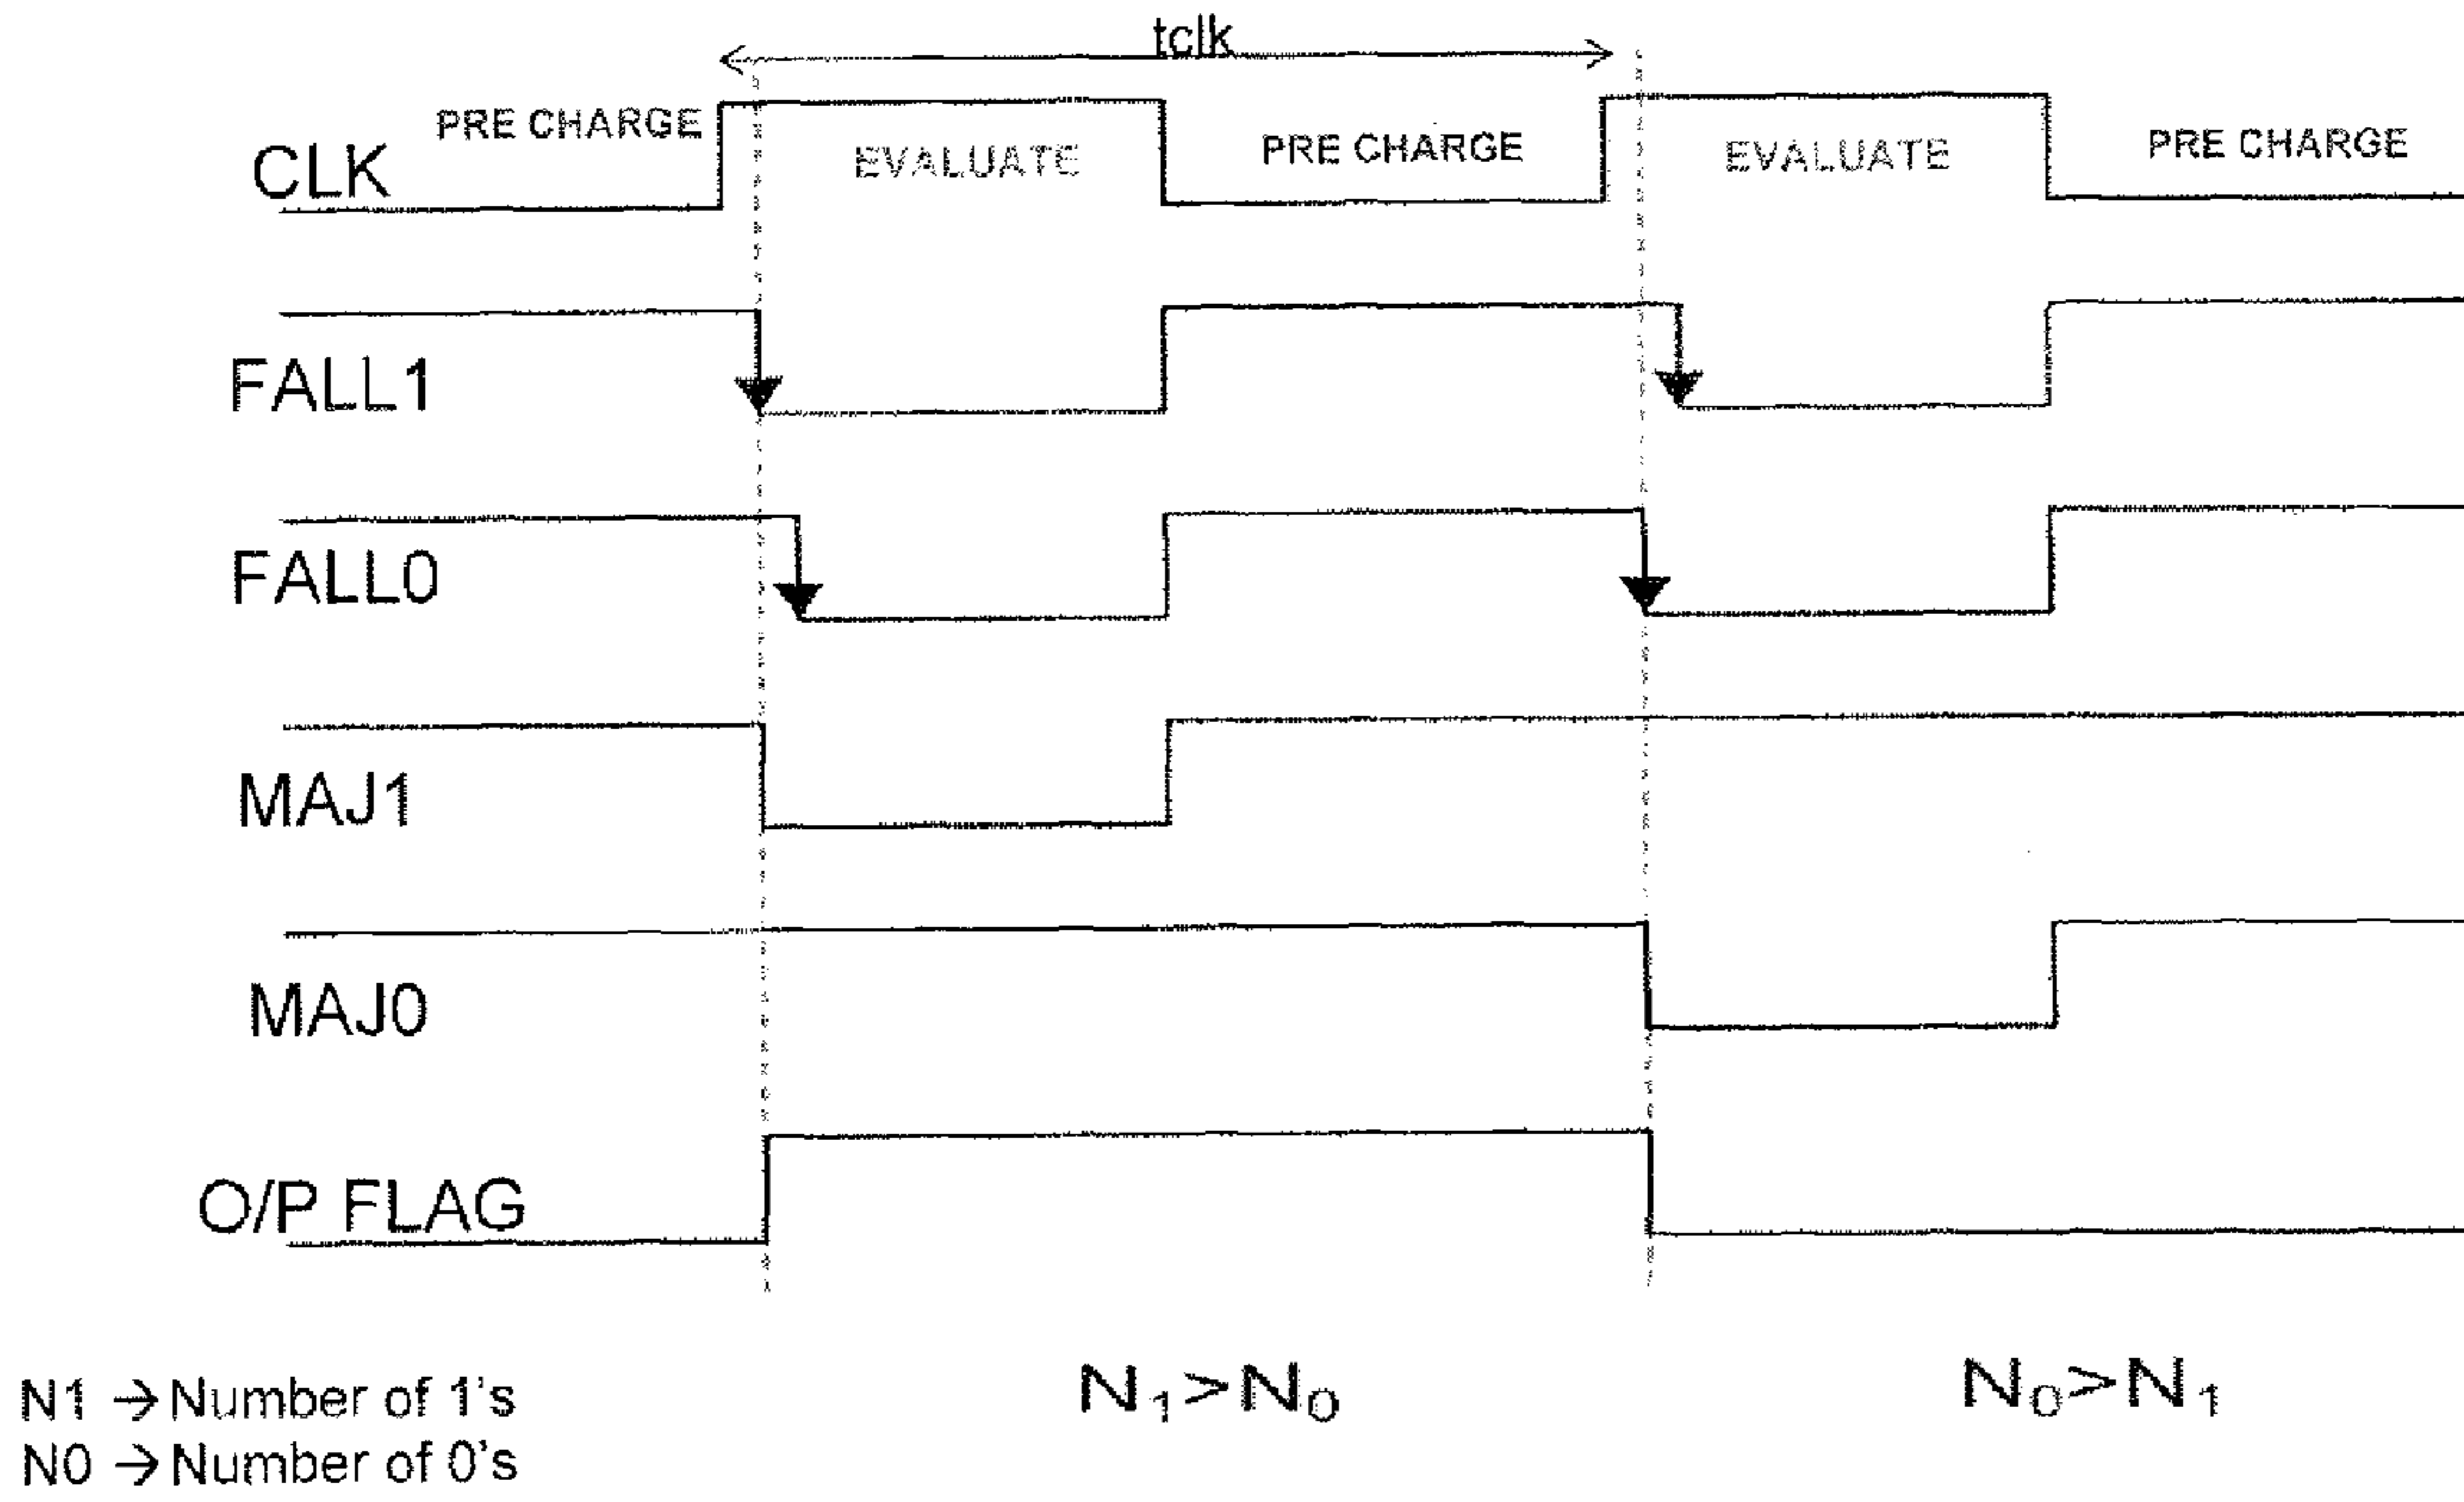 tclk
PRE CHARGE
EVALUATE
PRE CHARGE
EVALUATE
PRE CHARGE
CLK
FALL1
FALL0
MAJ1
MAJ0
O/P FLAG
N1 → Number of 1's
N0 → Number of 0's
N₁>N₀
N₀>N₁